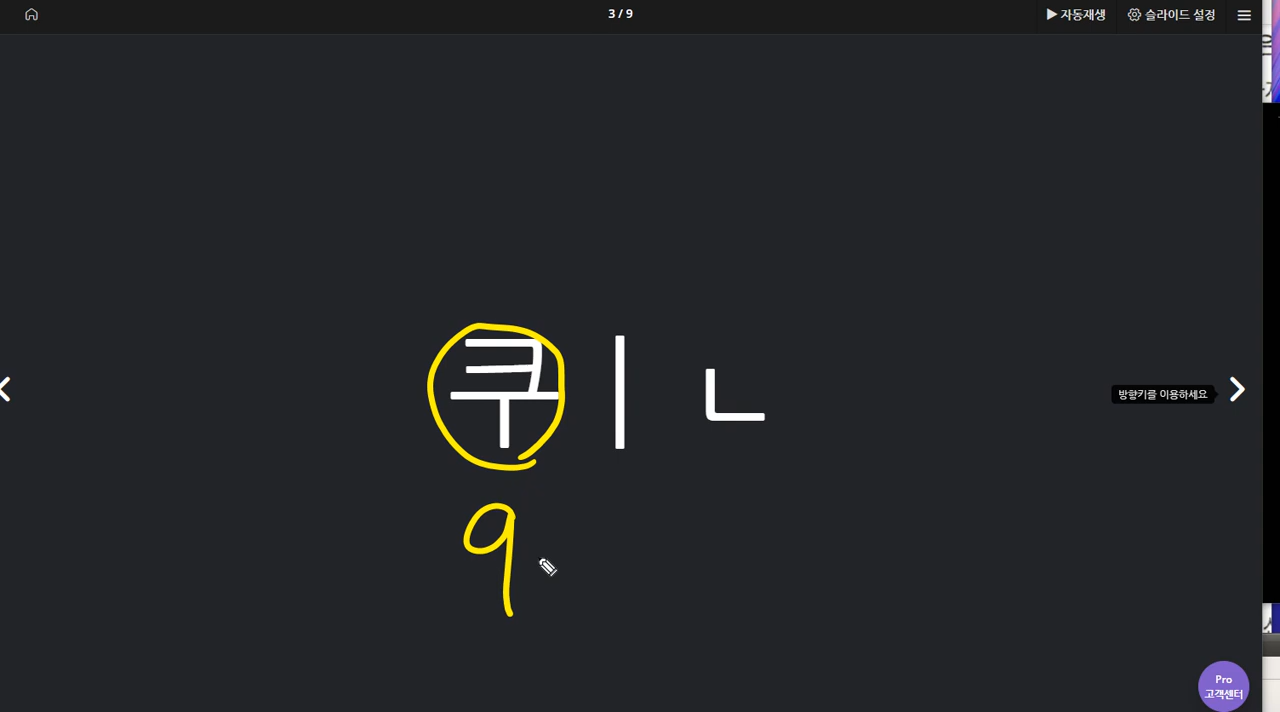 3 / 9
▶ 자동재생
슬라이드 설정
쿠 ㅣ ㄴ
방향키를 이용하세요
9
Pro
고객센터